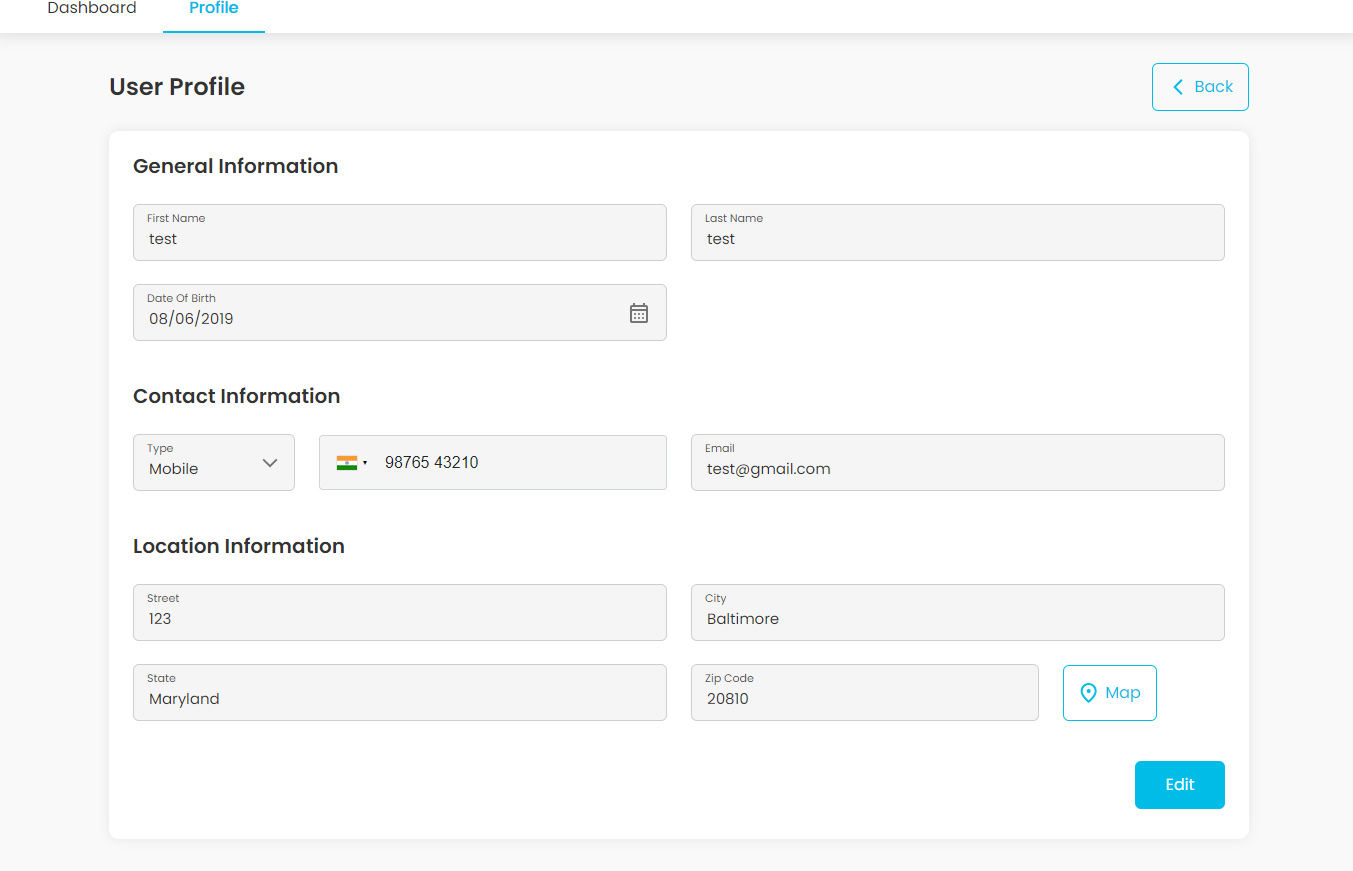 Dashboard Profile
User Profile
Back
General Information
First Name
test
Last Name
test
Date Of Birth
08/06/2019
Contact Information
Type
Mobile
98765 43210
Email
test@gmail.com
Location Information
Street
123
City
Baltimore
State
Maryland
Zip Code
20810
Map
Edit